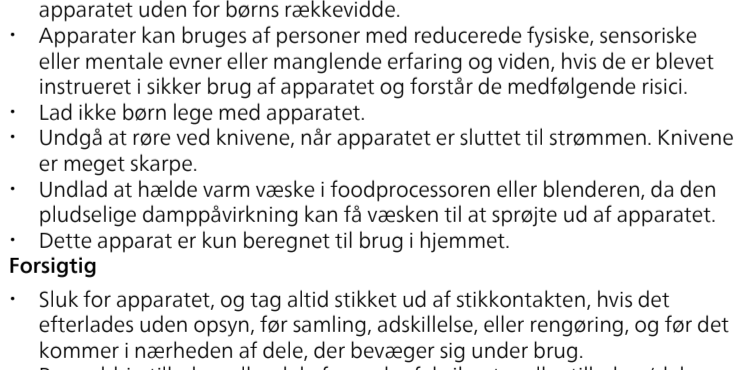 apparatet uden for børns rækkevidde.
• Apparater kan bruges af personer med reducerede fysiske, sensoriske
eller mentale evner eller manglende erfaring og viden, hvis de er blevet
instrueret i sikker brug af apparatet og forstår de medfølgende risici.
• Lad ikke børn lege med apparatet.
• Undgå at røre ved knivene, når apparatet er sluttet til strømmen. Knivene
er meget skarpe.
• Undlad at hælde varm væske i foodprocessoren eller blenderen, da den
pludselige damppåvirkning kan få væsken til at sprøjte ud af apparatet.
• Dette apparat er kun beregnet til brug i hjemmet.
Forsigtig
• Sluk for apparatet, og tag altid stikket ud af stikkontakten, hvis det
efterlades uden opsyn, før samling, adskillelse, eller rengøring, og før det
kommer i nærheden af dele, der bevæger sig under brug.